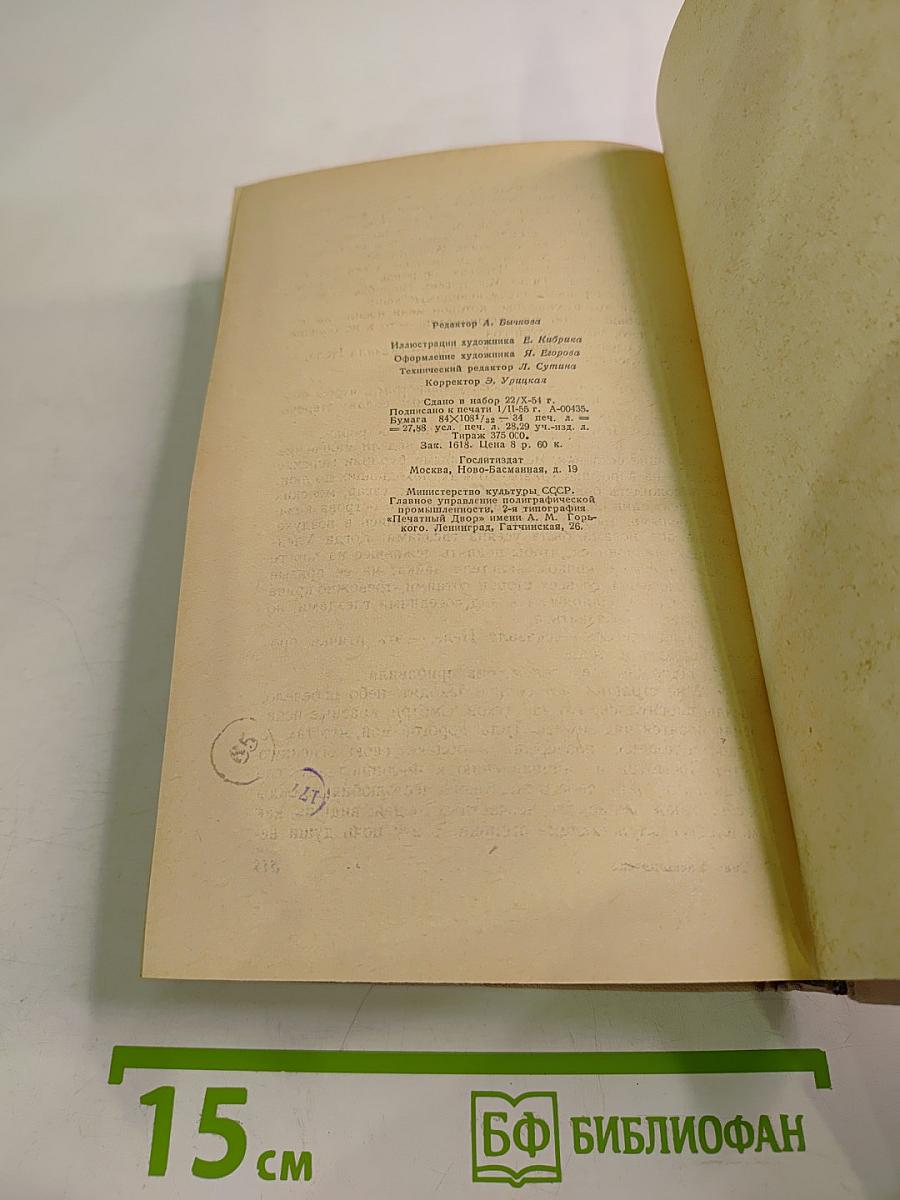 Редактор А. Бычкова
Иллюстрации художника Е. Кибрика
Оформление художника Я. Егорова
Технический редактор Л. Сутина
Корректор Э. Урицкая
Сдано в набор 22/X-54 г.
Подписано к печати 1/II-55 г. А-00435.
Бумага 84×108¹/₃₂ — 34 печ. л. =
= 27,88 усл. печ. л. 28,29 уч.-изд. л.
Тираж 375 000.
Зак. 1618. Цена 8 р. 60 к.
Гослитиздат
Москва, Ново-Басманная, д. 19
Министерство культуры СССР.
Главное управление полиграфической
промышленности. 2-я типография
«Печатный Двор» имени А. М. Горь-
кого. Ленинград, Гатчинская, 26.
177
15 см
БФ БИБЛИОФАН